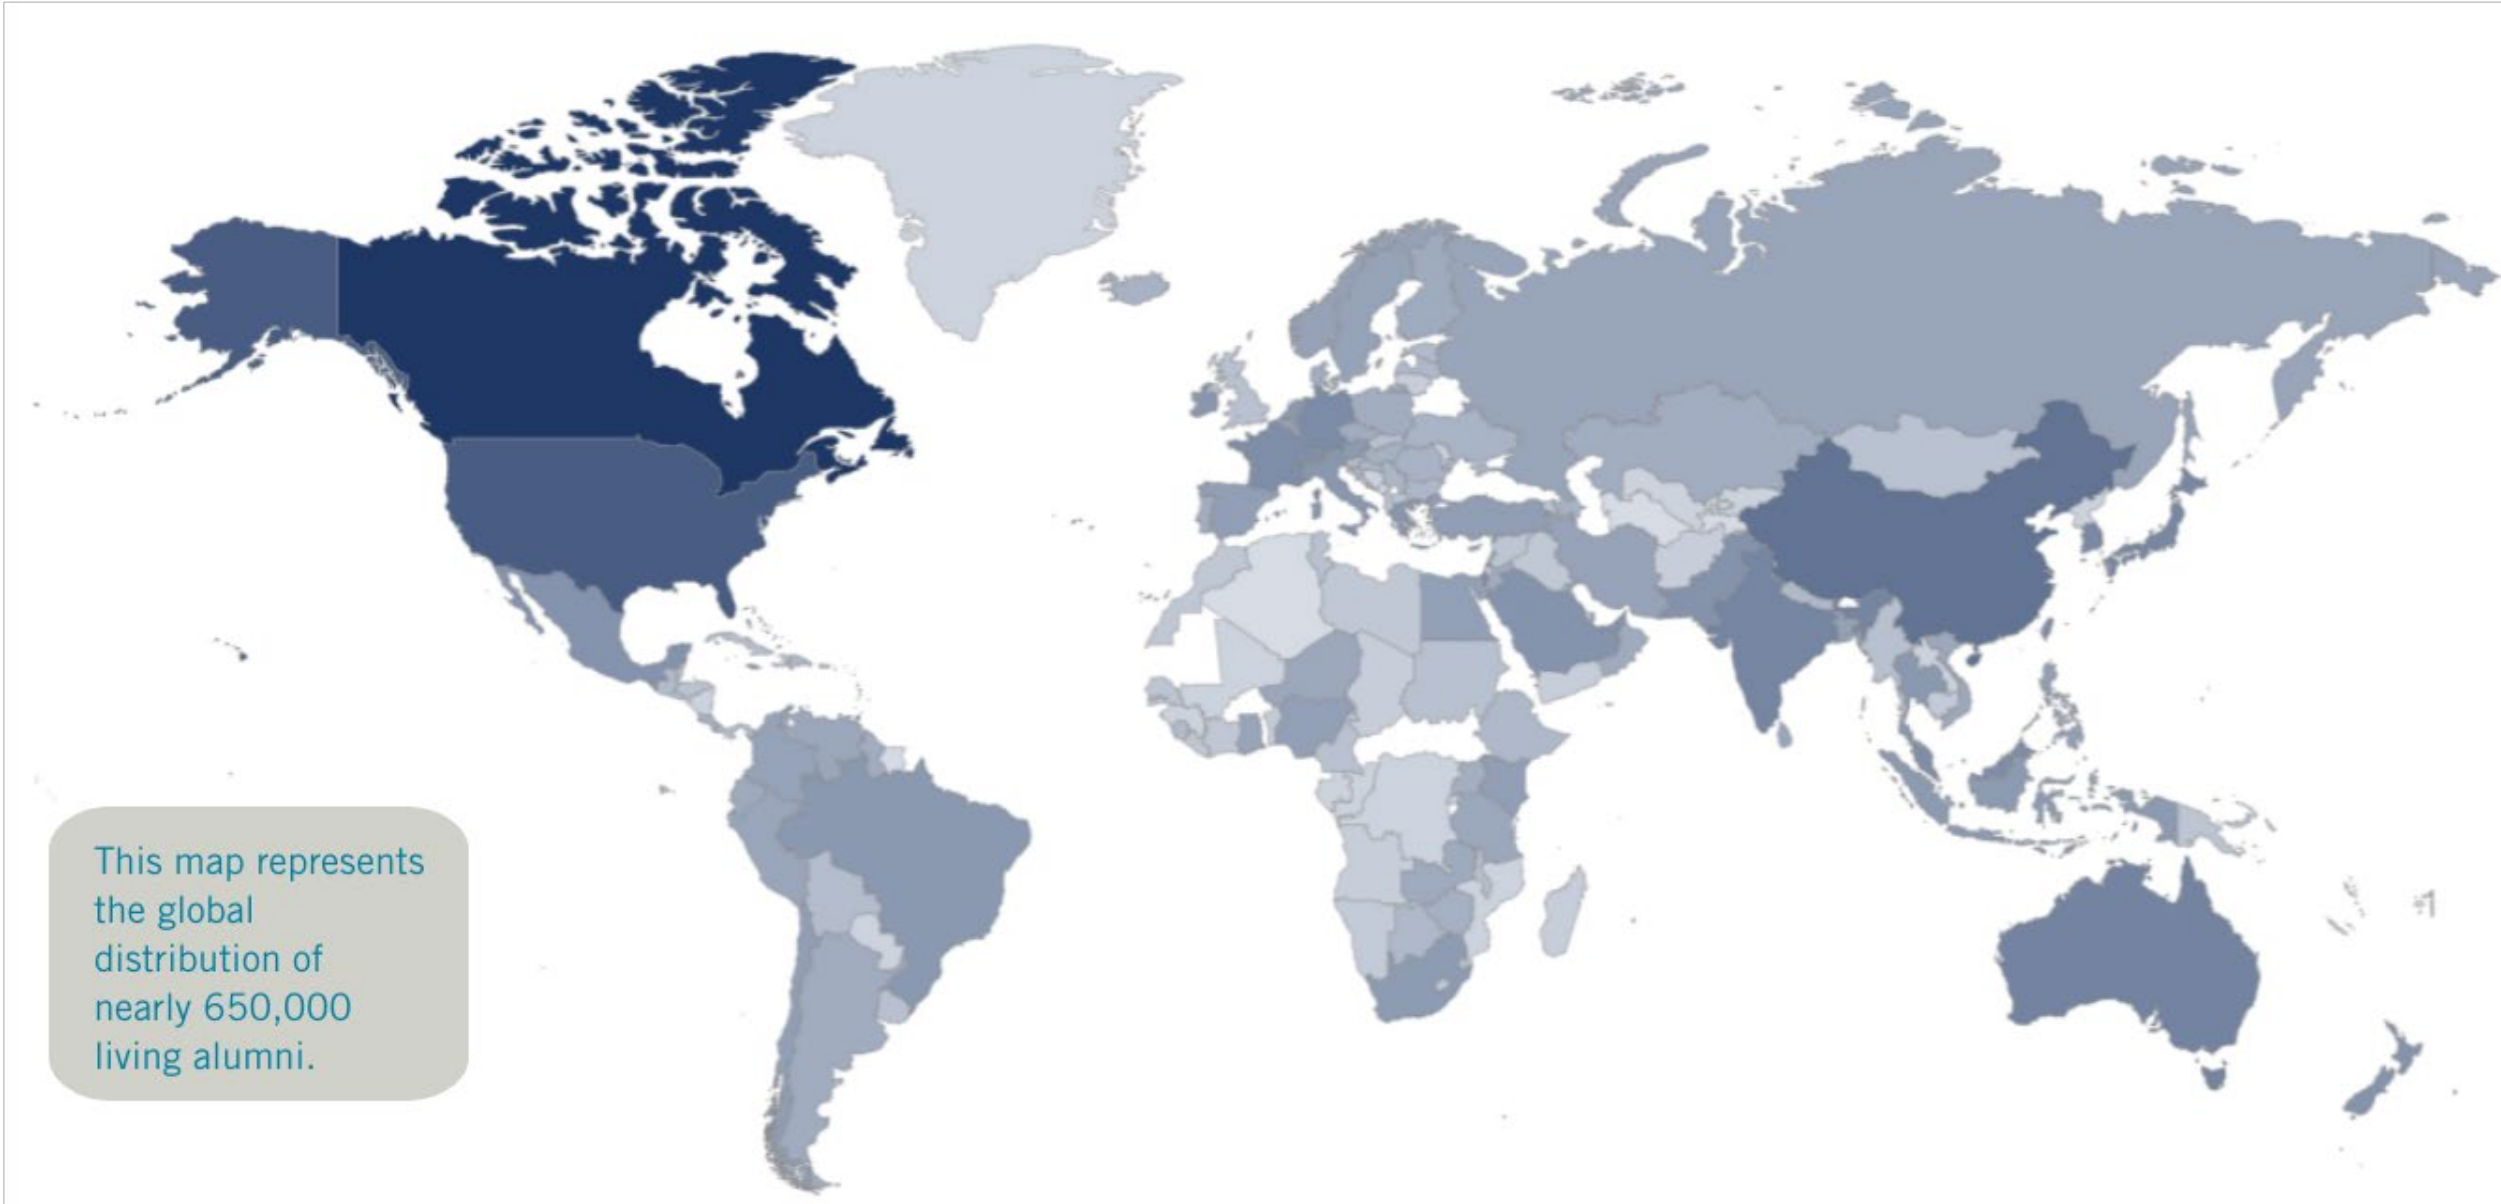 This map represents
the global
distribution of
nearly 650,000
living alumni.